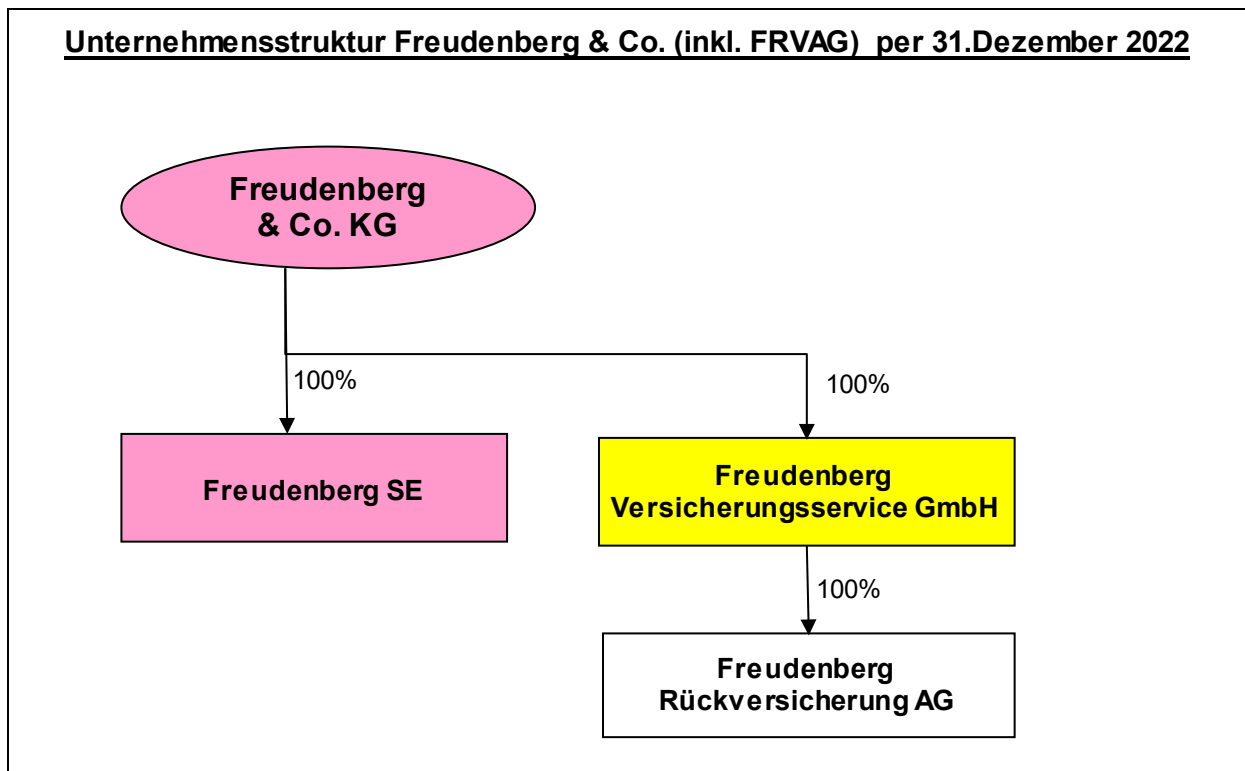 Unternehmensstruktur Freudenberg & Co. (inkl. FRVAG) per 31.Dezember 2022
Freudenberg
& Co. KG
100%
100%
Freudenberg SE
Freudenberg
Versicherungsservice GmbH
100%
Freudenberg
Rückversicherung AG